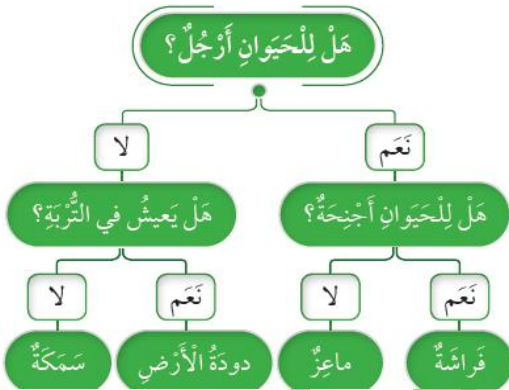 هَلْ لِلْحَيَوانِ أَرْجُلٌ؟
نَعَم
لا
هَلْ لِلْحَيَوانِ أَجْنِحَةٌ؟
هَلْ يَعيشُ في التُّرْبَةِ؟
نَعَم
لا
نَعَم
لا
فَراشَةٌ
ماعِزٌ
دودَةُ الْأَرْضِ
سَمَكَةٌ